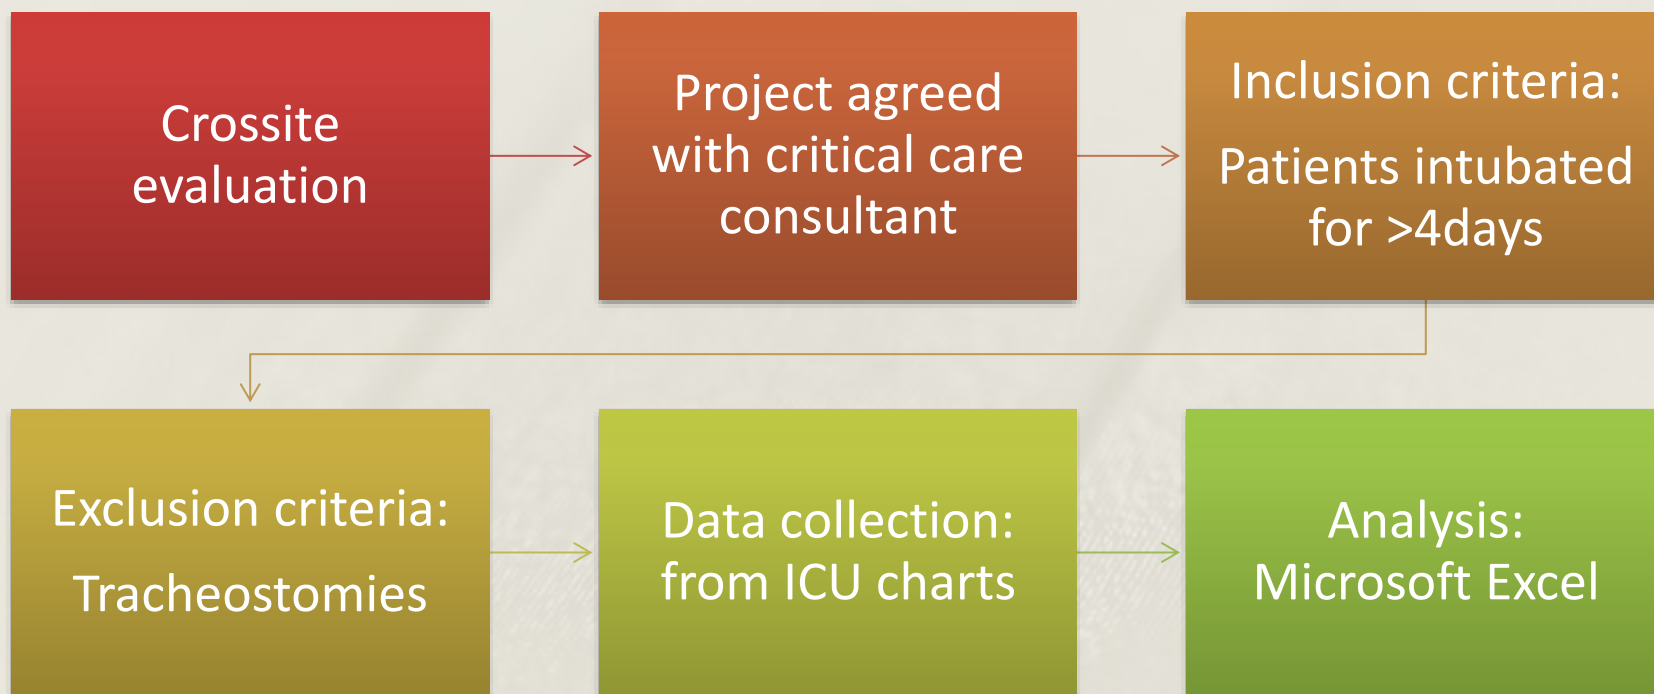 Crossite
evaluation
Project agreed
with critical care
consultant
Inclusion criteria:
Patients intubated
for >4days
Exclusion criteria:
Tracheostomies
Data collection:
from ICU charts
Analysis:
Microsoft Excel